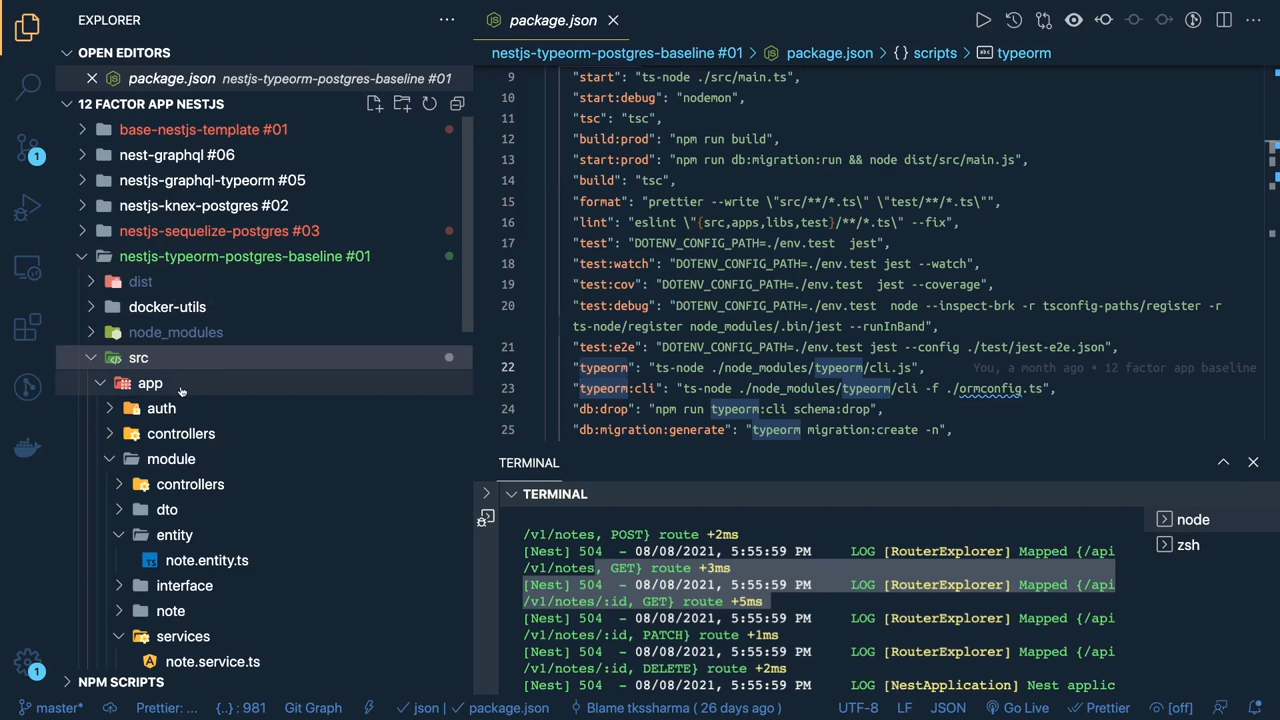 EXPLORER
OPEN EDITORS
package.json nestjs-typeorm-postgres-baseline #01
12 FACTOR APP NESTJS
base-nestjs-template #01
nest-graphql #06
nestjs-graphql-typeorm #05
nestjs-knex-postgres #02
nestjs-sequelize-postgres #03
nestjs-typeorm-postgres-baseline #01
dist
docker-utils
node_modules
src
app
auth
controllers
module
controllers
dto
entity
note.entity.ts
interface
note
services
note.service.ts
NPM SCRIPTS
1
1
package.json
nestjs-typeorm-postgres-baseline #01 > package.json > { } scripts > typeorm
9 "start": "ts-node ./src/main.ts",
10 "start:debug": "nodemon",
11 "tsc": "tsc",
12 "build:prod": "npm run build",
13 "start:prod": "npm run db:migration:run && node dist/src/main.js",
14 "build": "tsc",
15 "format": "prettier --write \"src/**/*.ts\" \"test/**/*.ts\"",
16 "lint": "eslint \"{src,apps,libs,test}/**/*.ts\" --fix",
17 "test": "DOTENV_CONFIG_PATH=./env.test  jest",
18 "test:watch": "DOTENV_CONFIG_PATH=./env.test jest --watch",
19 "test:cov": "DOTENV_CONFIG_PATH=./env.test  jest --coverage",
20 "test:debug": "DOTENV_CONFIG_PATH=./env.test  node --inspect-brk -r tsconfig-paths/register -r
ts-node/register node_modules/.bin/jest --runInBand",
21 "test:e2e": "DOTENV_CONFIG_PATH=./env.test jest --config ./test/jest-e2e.json",
22 "typeorm": "ts-node ./node_modules/typeorm/cli.js", You, a month ago • 12 factor app baseline
23 "typeorm:cli": "ts-node ./node_modules/typeorm/cli -f ./ormconfig.ts",
24 "db:drop": "npm run typeorm:cli schema:drop",
25 "db:migration:generate": "typeorm migration:create -n",
TERMINAL
TERMINAL
/v1/notes, POST} route +2ms
[Nest] 504  - 08/08/2021, 5:55:59 PM     LOG [RouterExplorer] Mapped {/api
/v1/notes, GET} route +3ms
[Nest] 504  - 08/08/2021, 5:55:59 PM     LOG [RouterExplorer] Mapped {/api
/v1/notes/:id, GET} route +5ms
[Nest] 504  - 08/08/2021, 5:55:59 PM     LOG [RouterExplorer] Mapped {/api
/v1/notes/:id, PATCH} route +1ms
[Nest] 504  - 08/08/2021, 5:55:59 PM     LOG [RouterExplorer] Mapped {/api
/v1/notes/:id, DELETE} route +2ms
[Nest] 504  - 08/08/2021, 5:55:59 PM     LOG [NestApplication] Nest applic
node
zsh
master* Prettier: ... {..} : 981 Git Graph json | package.json Blame tkssharma ( 26 days ago ) UTF-8 LF JSON Go Live Prettier [off]